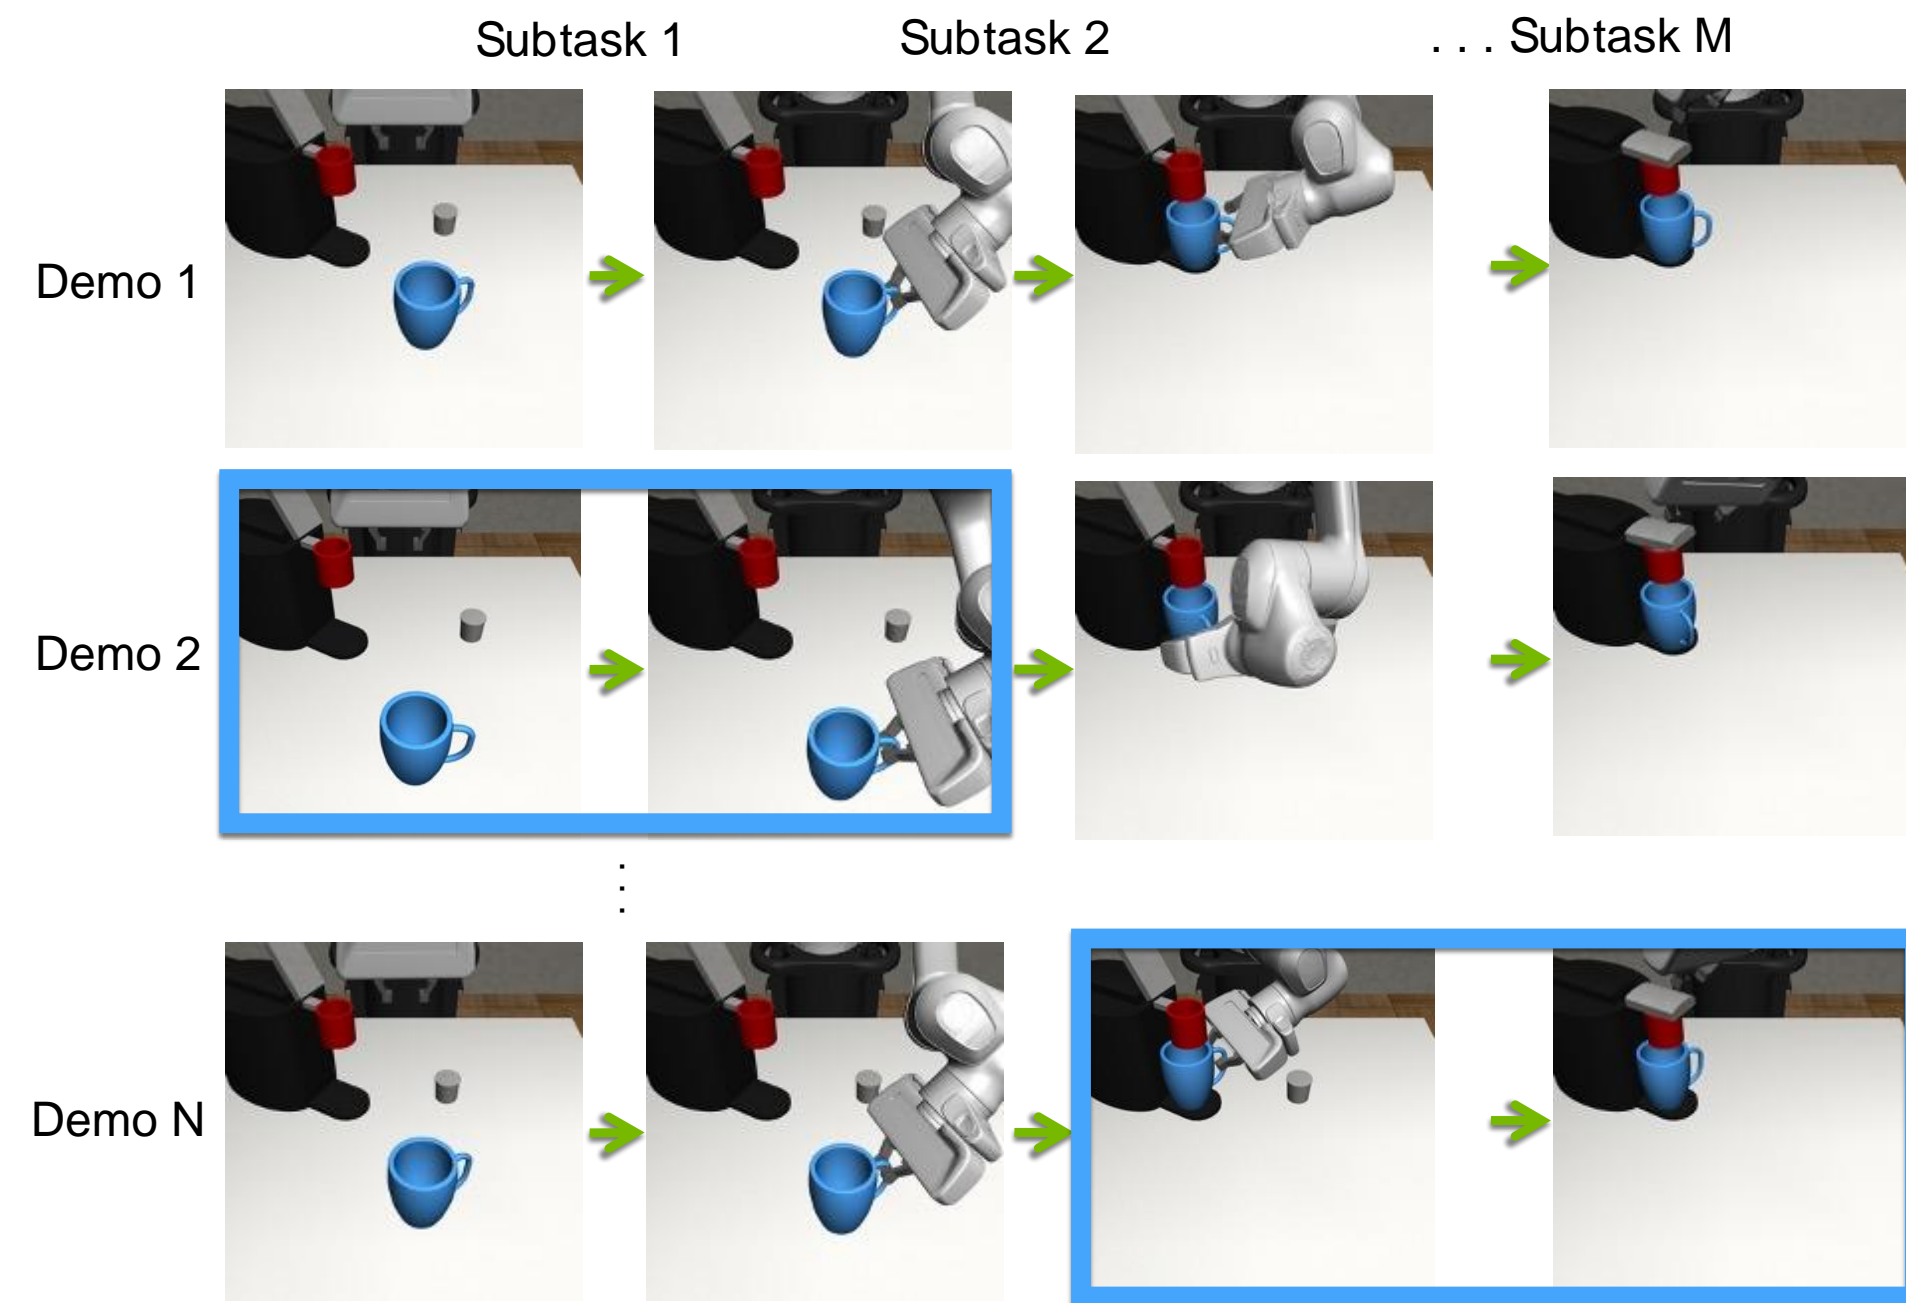 Subtask 1
Subtask 2
. . . Subtask M
Demo 1
Demo 2
.
.
.
Demo N